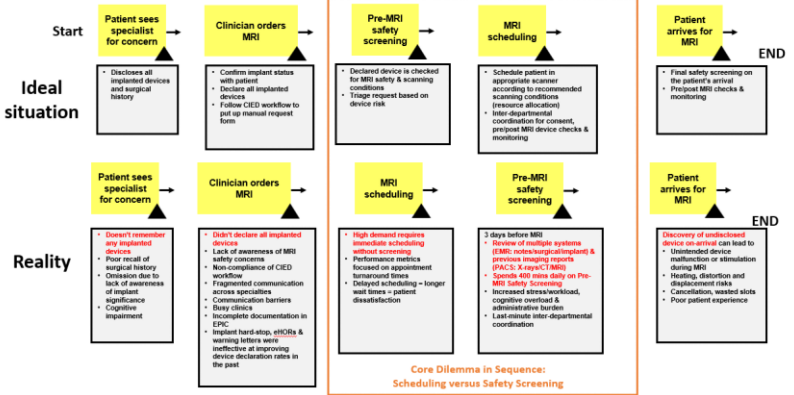 Start
Patient sees
specialist
for concern
Clinician orders
MRI
Pre-MRI
safety
screening
MRI
scheduling
Patient
arrives for
MRI
END
Ideal
situation
• Discloses all
implanted devices
and surgical
history
• Confirm implant status
with patient
• Declare all implanted
devices
• Follow CIED workflow to
put up manual request
form
• Declared device is checked
for MRI safety & scanning
conditions
• Triage request based on
device risk
• Schedule patient in
appropriate scanner
according to recommended
scanning conditions
(resource allocation)
• Inter-departmental
coordination for consent,
pre/post MRI device checks &
monitoring
• Final safety screening on
the patient's arrival
• Pre/post MRI checks &
monitoring
Reality
Patient sees
specialist
for concern
Clinician orders
MRI
MRI
scheduling
Pre-MRI
safety
screening
Patient
arrives for
MRI
END
• Doesn't remember
any implanted
devices
• Poor recall of
surgical history
• Omission due to
lack of awareness
of implant
significance
• Cognitive
impairment
• Didn't declare all implanted
devices
• Lack of awareness of MRI
safety concerns
• Non-compliance of CIED
workflow
• Fragmented communication
across specialties
• Communication barriers
• Busy clinics
• Incomplete documentation in
EPIC
• Implant hard-stop, eHORs &
warning letters were
ineffective at improving
device declaration rates in
the past
• High demand requires
immediate scheduling
without screening
• Performance metrics
focused on appointment
turnaround times
• Delayed scheduling = longer
wait times = patient
dissatisfaction
3 days before MRI
• Review of multiple systems
(EMR: notes/surgical/implant) &
previous imaging reports
(PACS: X-rays/CT/MRI)
• Spends 400 mins daily on Pre-
MRI Safety Screening
• Increased stress/workload,
cognitive overload &
administrative burden
• Last-minute inter-departmental
coordination
Discovery of undisclosed
device on-arrival can lead to
• Unintended device
malfunction or stimulation
during MRI
• Heating, distortion and
displacement risks
• Cancellation, wasted slots
• Poor patient experience
Core Dilemma in Sequence:
Scheduling versus Safety Screening